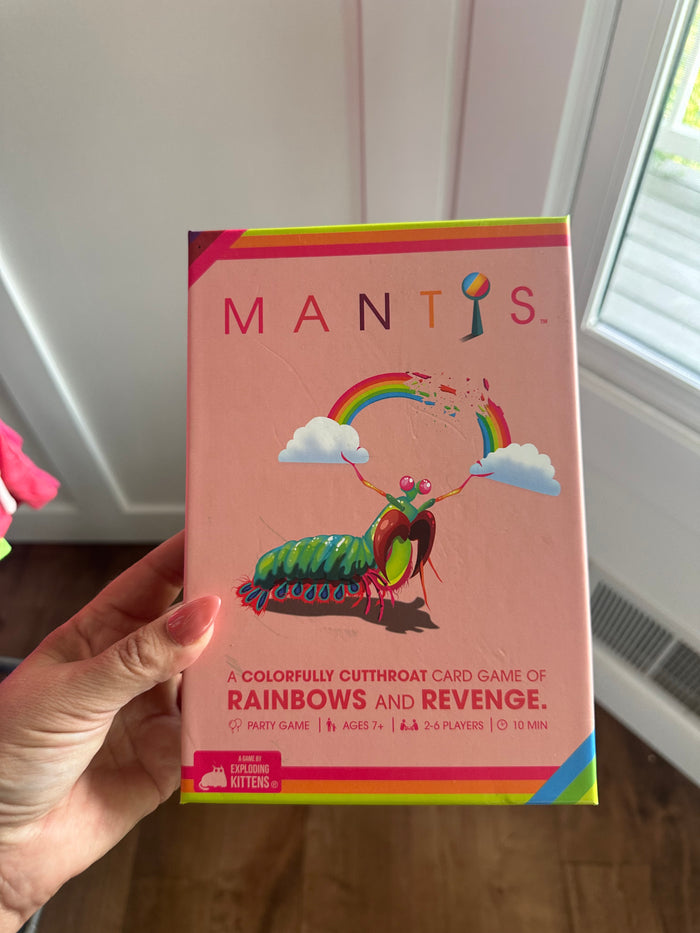 MANTIS™
A COLORFULLY CUTTHROAT CARD GAME OF
RAINBOWS AND REVENGE.
PARTY GAME | AGES 7+ | 2-6 PLAYERS | 10 MIN
A GAME BY
EXPLODING
KITTENS®